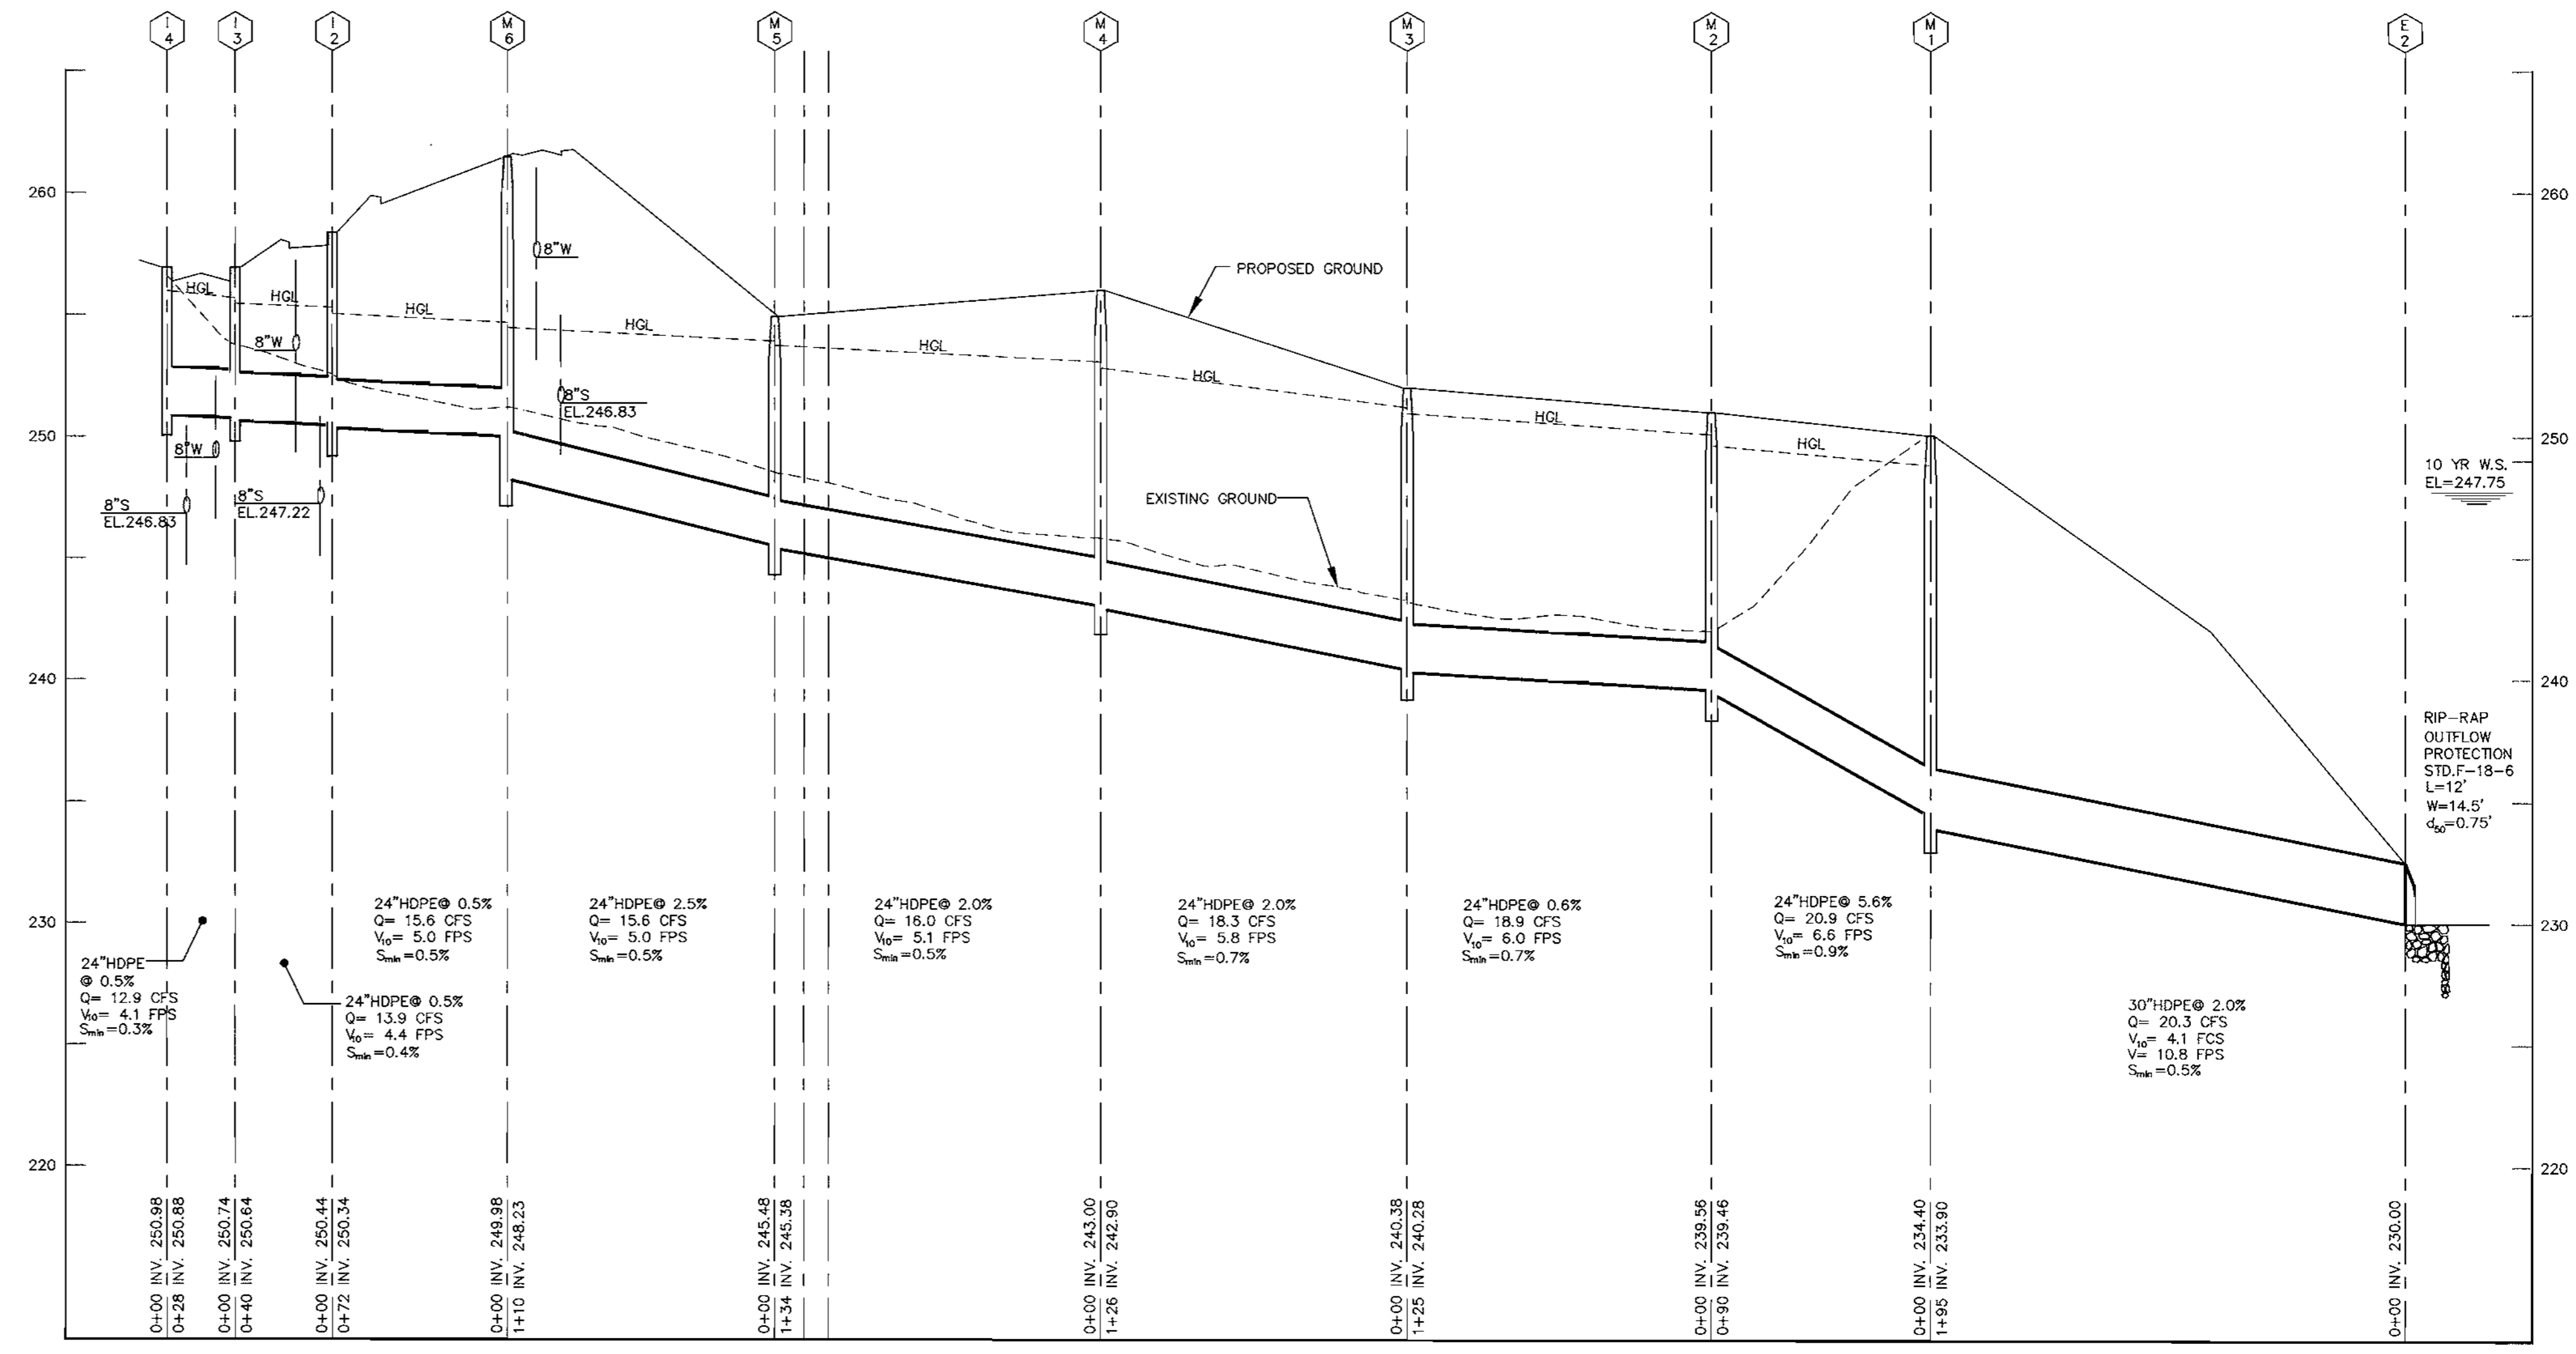 I 4
I 3
I 2
M 6
M 5
M 4
M 3
M 2
M 1
E 2
260
260
250
250
240
240
230
230
220
220
HGL
HGL
HGL
HGL
HGL
HGL
HGL
HGL
8"W
8"W
8"W
8"S
EL.246.83
8"S
EL.247.22
8"S
EL.246.83
PROPOSED GROUND
EXISTING GROUND
10 YR W.S.
EL=247.75
RIP-RAP
OUTFLOW
PROTECTION
STD.F-18-6
L=12'
W=14.5'
d50=0.75'
24"HDPE
@ 0.5%
Q= 12.9 CFS
V10= 4.1 FPS
Smin=0.3%
24"HDPE@ 0.5%
Q= 13.9 CFS
V10= 4.4 FPS
Smin=0.4%
24"HDPE@ 0.5%
Q= 15.6 CFS
V10= 5.0 FPS
Smin=0.5%
24"HDPE@ 2.5%
Q= 15.6 CFS
V10= 5.0 FPS
Smin=0.5%
24"HDPE@ 2.0%
Q= 16.0 CFS
V10= 5.1 FPS
Smin=0.5%
24"HDPE@ 2.0%
Q= 18.3 CFS
V10= 5.8 FPS
Smin=0.7%
24"HDPE@ 0.6%
Q= 18.9 CFS
V10= 6.0 FPS
Smin=0.7%
24"HDPE@ 5.6%
Q= 20.9 CFS
V10= 6.6 FPS
Smin=0.9%
30"HDPE@ 2.0%
Q= 20.3 CFS
V10= 4.1 FCS
V= 10.8 FPS
Smin=0.5%
0+00 INV. 250.98
0+28 INV. 250.88
0+00 INV. 250.74
0+40 INV. 250.64
0+00 INV. 250.44
0+72 INV. 250.34
0+00 INV. 249.98
1+10 INV. 248.23
0+00 INV. 245.48
1+34 INV. 245.38
0+00 INV. 243.00
1+26 INV. 242.90
0+00 INV. 240.38
1+25 INV. 240.28
0+00 INV. 239.56
0+90 INV. 239.46
0+00 INV. 234.40
1+95 INV. 233.90
0+00 INV. 230.00